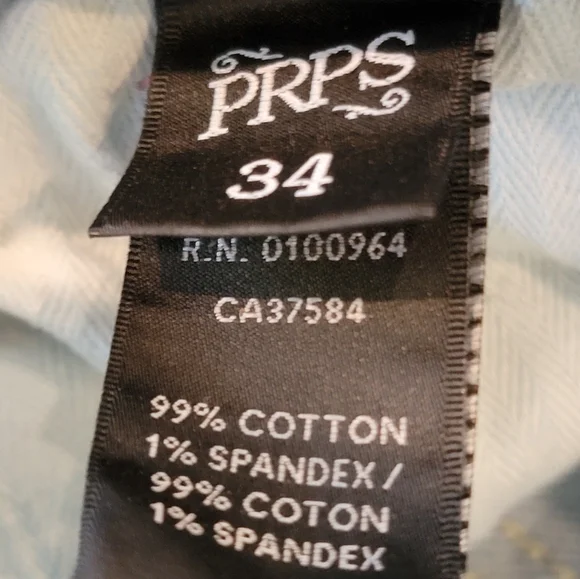 PRPS
34
R.N. 0100964
CA37584
99% COTTON
1% SPANDEX /
99% COTON
1% SPANDEX